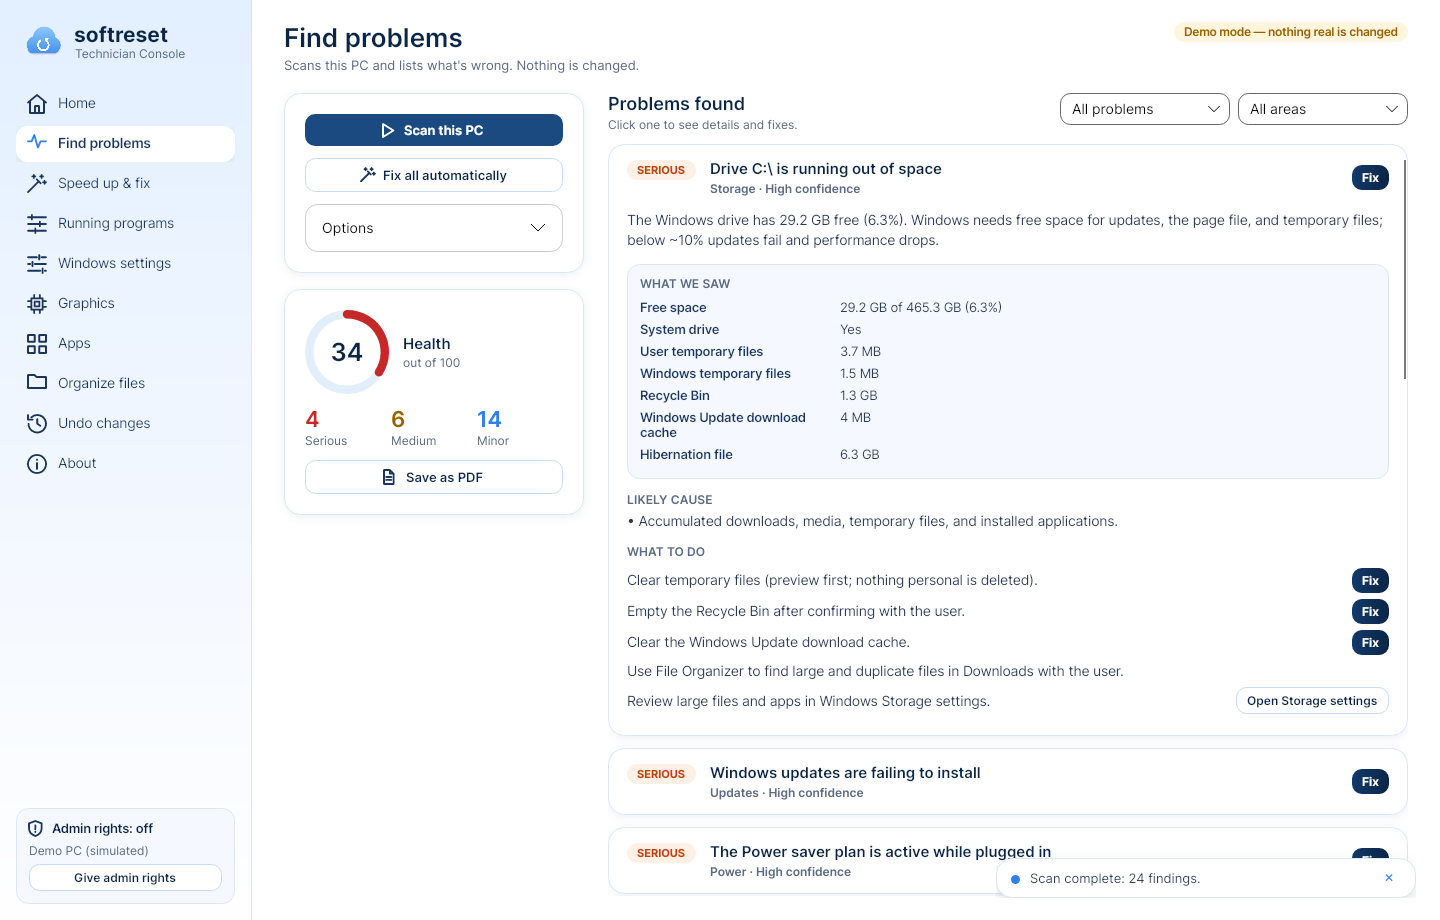 softreset
Technician Console
Home
Find problems
Speed up & fix
Running programs
Windows settings
Graphics
Apps
Organize files
Undo changes
About
Admin rights: off
Demo PC (simulated)
Give admin rights
Find problems
Scans this PC and lists what's wrong. Nothing is changed.
Demo mode — nothing real is changed
Scan this PC
Fix all automatically
Options
34
Health
out of 100
4
Serious
6
Medium
14
Minor
Save as PDF
Problems found
Click one to see details and fixes.
All problems
All areas
SERIOUS
Drive C:\ is running out of space
Storage · High confidence
Fix
The Windows drive has 29.2 GB free (6.3%). Windows needs free space for updates, the page file, and temporary files;
below ~10% updates fail and performance drops.
WHAT WE SAW
Free space 29.2 GB of 465.3 GB (6.3%)
System drive Yes
User temporary files 3.7 MB
Windows temporary files 1.5 MB
Recycle Bin 1.3 GB
Windows Update download 4 MB
cache
Hibernation file 6.3 GB
LIKELY CAUSE
• Accumulated downloads, media, temporary files, and installed applications.
WHAT TO DO
Clear temporary files (preview first; nothing personal is deleted). Fix
Empty the Recycle Bin after confirming with the user. Fix
Clear the Windows Update download cache. Fix
Use File Organizer to find large and duplicate files in Downloads with the user.
Review large files and apps in Windows Storage settings. Open Storage settings
SERIOUS
Windows updates are failing to install
Updates · High confidence
Fix
SERIOUS
The Power saver plan is active while plugged in
Power · High confidence
Scan complete: 24 findings.